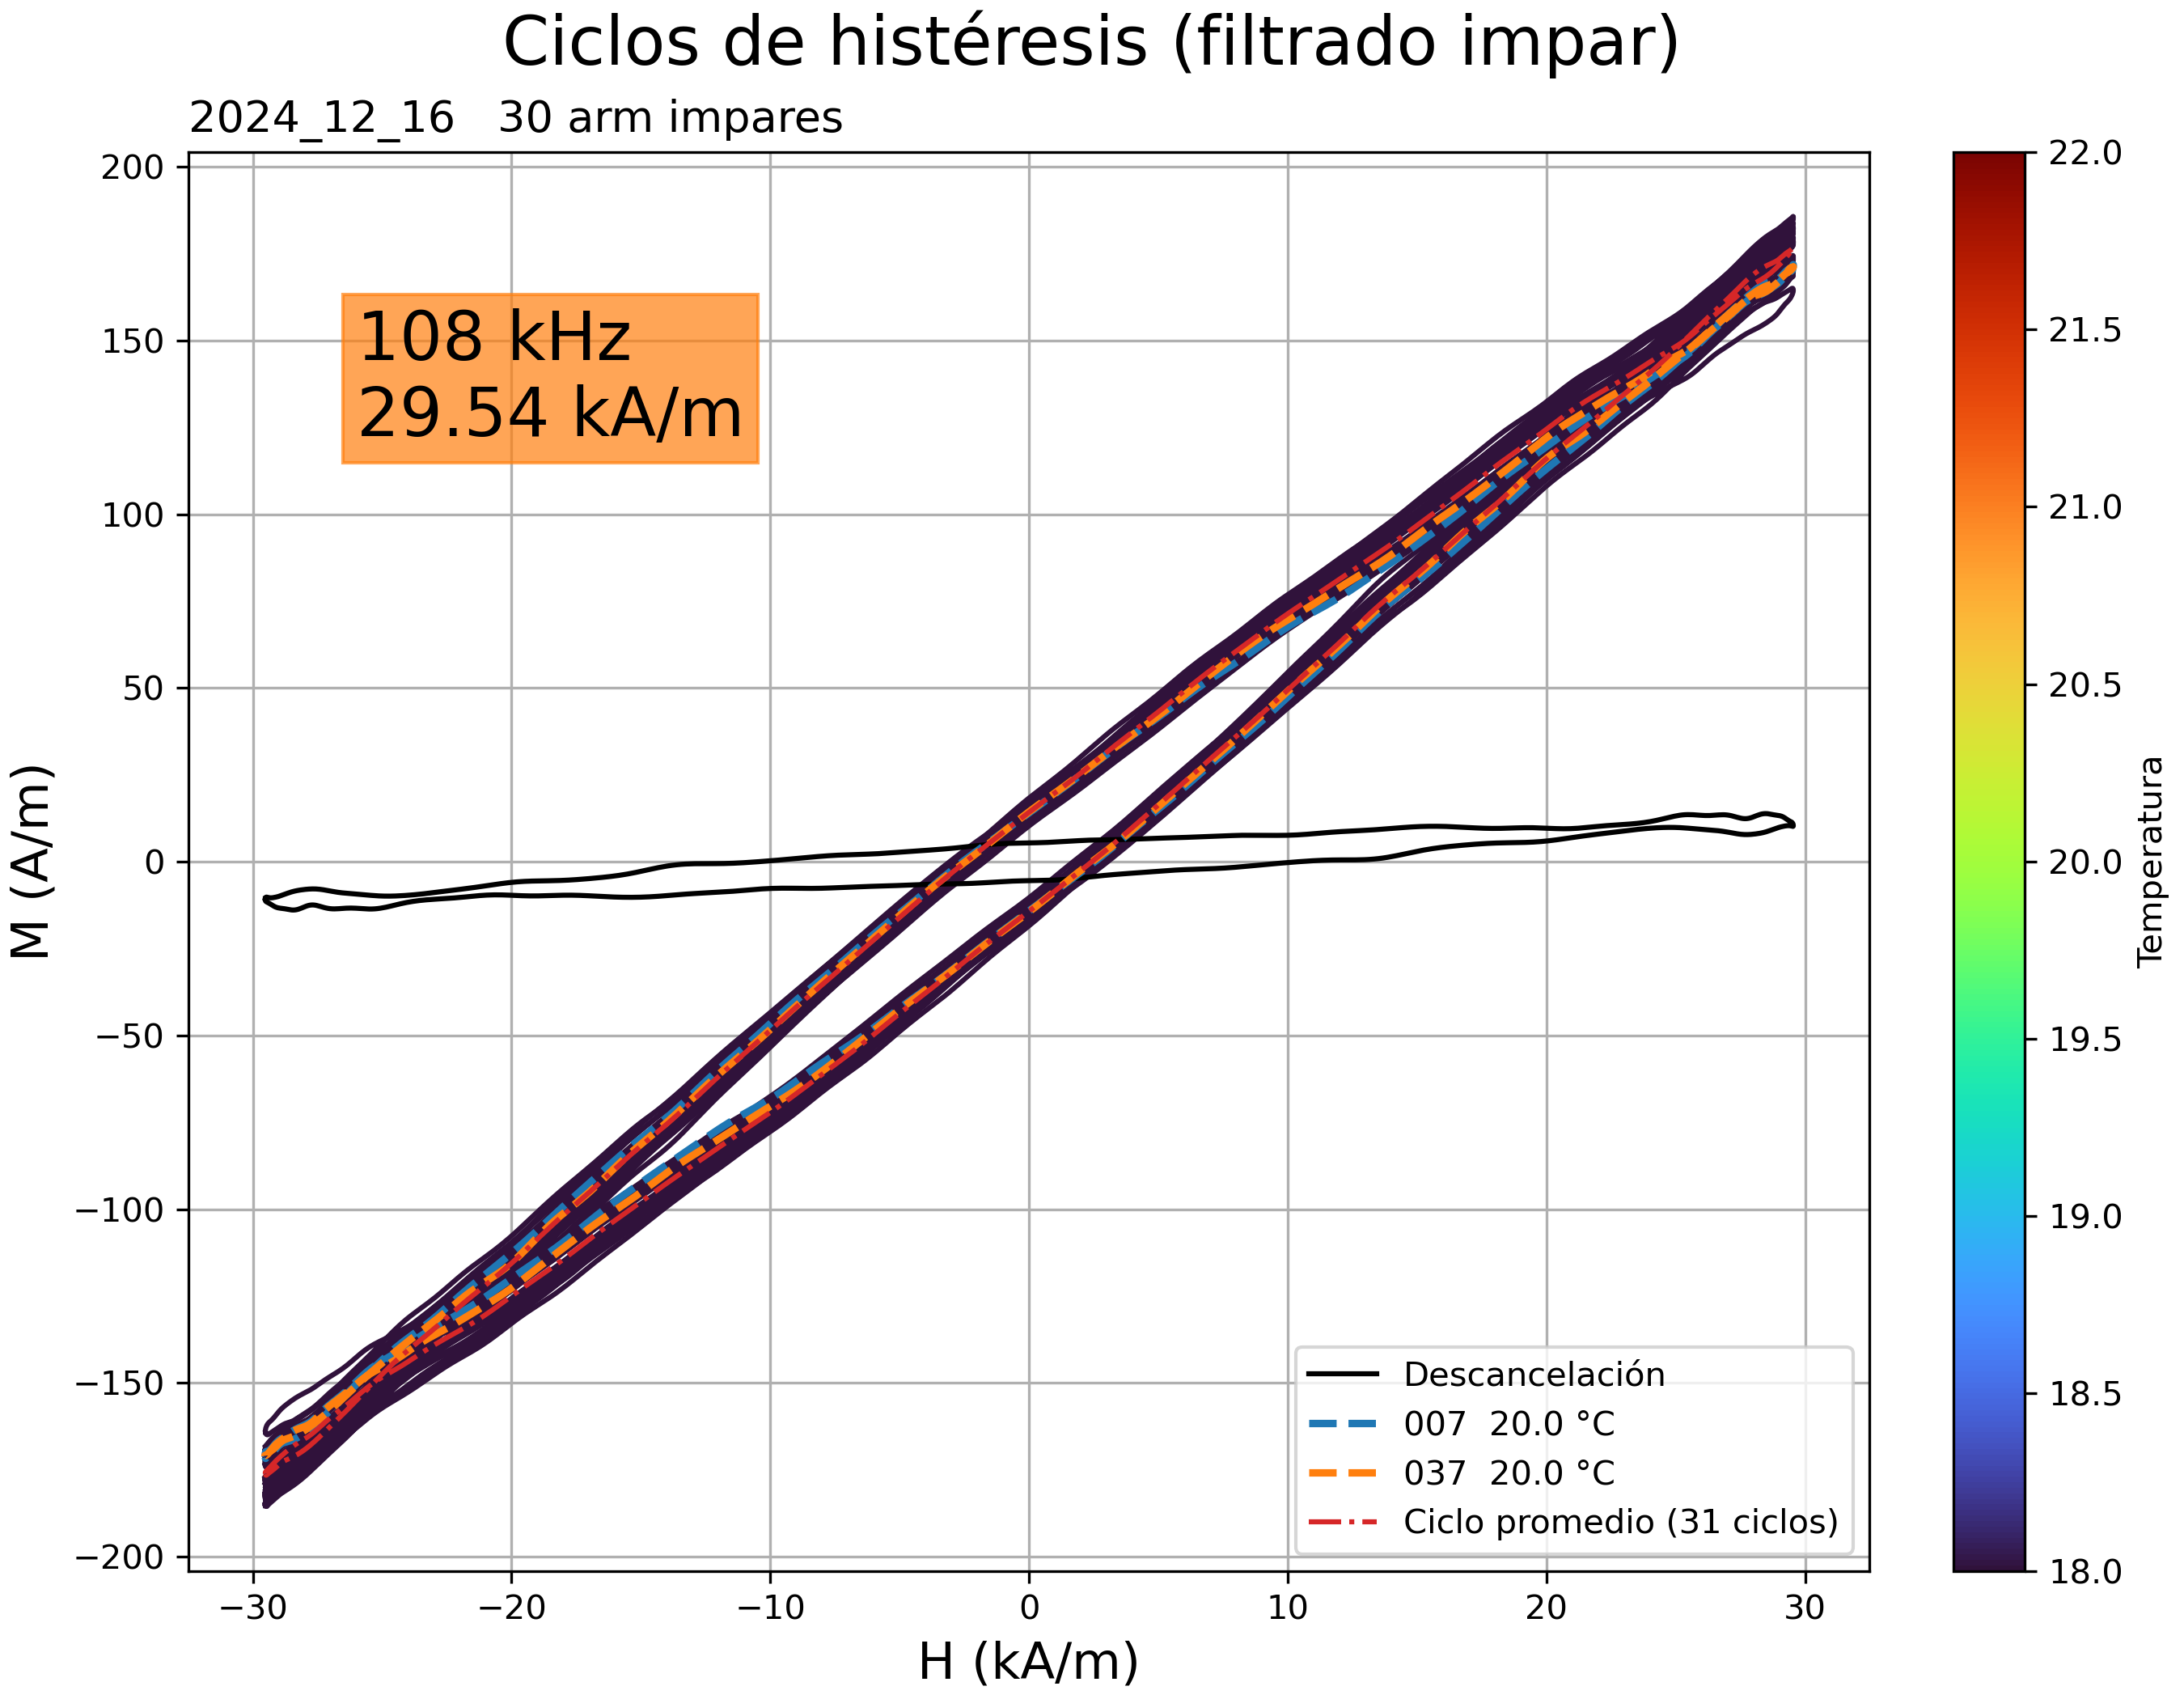 Ciclos de histéresis (filtrado impar)
2024_12_16   30 arm impares
200
150
100
50
0
−50
−100
−150
−200
M (A/m)
108 kHz
29.54 kA/m
Descancelación
007  20.0 °C
037  20.0 °C
Ciclo promedio (31 ciclos)
−30
−20
−10
0
10
20
30
H (kA/m)
22.0
21.5
21.0
20.5
20.0
19.5
19.0
18.5
18.0
Temperatura